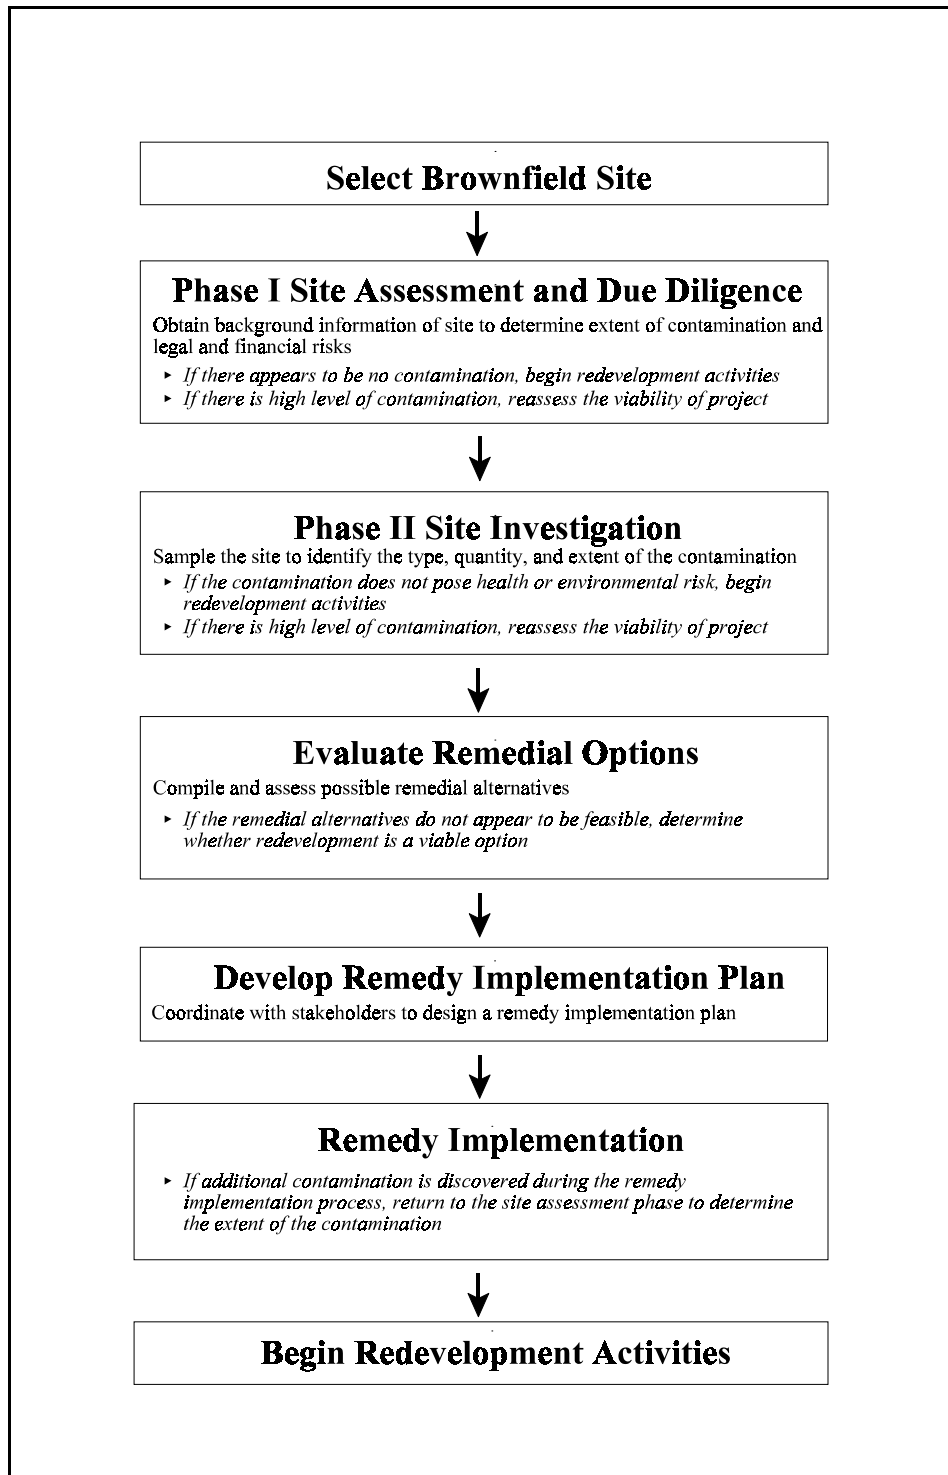 Select Brownfield Site
Phase I Site Assessment and Due Diligence
Obtain background information of site to determine extent of contamination and
legal and financial risks
▸ If there appears to be no contamination, begin redevelopment activities
▸ If there is high level of contamination, reassess the viability of project
Phase II Site Investigation
Sample the site to identify the type, quantity, and extent of the contamination
▸ If the contamination does not pose health or environmental risk, begin
redevelopment activities
▸ If there is high level of contamination, reassess the viability of project
Evaluate Remedial Options
Compile and assess possible remedial alternatives
▸ If the remedial alternatives do not appear to be feasible, determine
whether redevelopment is a viable option
Develop Remedy Implementation Plan
Coordinate with stakeholders to design a remedy implementation plan
Remedy Implementation
▸ If additional contamination is discovered during the remedy
implementation process, return to the site assessment phase to determine
the extent of the contamination
Begin Redevelopment Activities